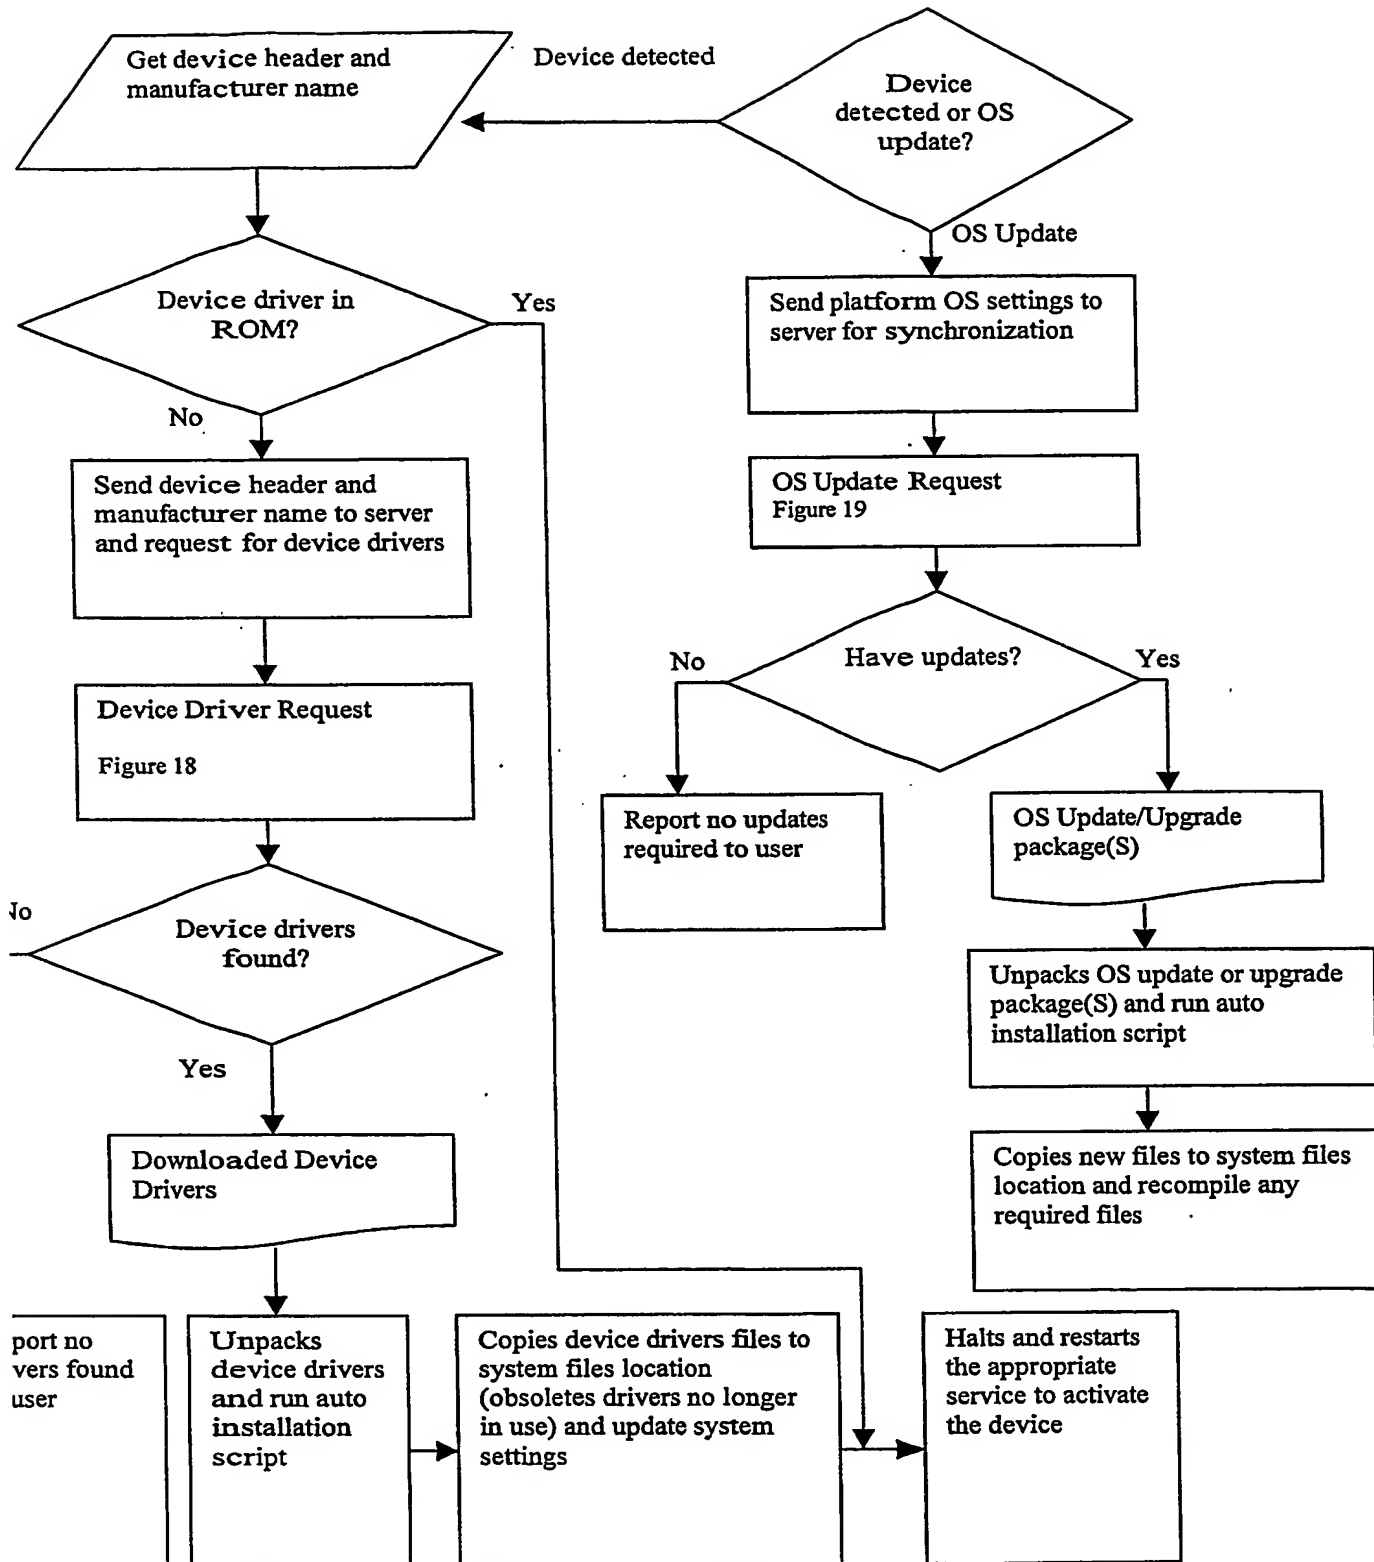 Get device header and
manufacturer name
Device detected
Device
detected or OS
update?
OS Update
Device driver in
ROM?
Yes
No
Send platform OS settings to
server for synchronization
Send device header and
manufacturer name to server
and request for device drivers
OS Update Request
Figure 19
Have updates?
No
Yes
Device Driver Request
Figure 18
Report no updates
required to user
OS Update/Upgrade
package(S)
Device drivers
found?
Yes
Unpacks OS update or upgrade
package(S) and run auto
installation script
Downloaded Device
Drivers
Copies new files to system files
location and recompile any
required files
no
found
user
Unpacks
device drivers
and run auto
installation
script
Copies device drivers files to
system files location
(obsoletes drivers no longer
in use) and update system
settings
Halts and restarts
the appropriate
service to activate
the device